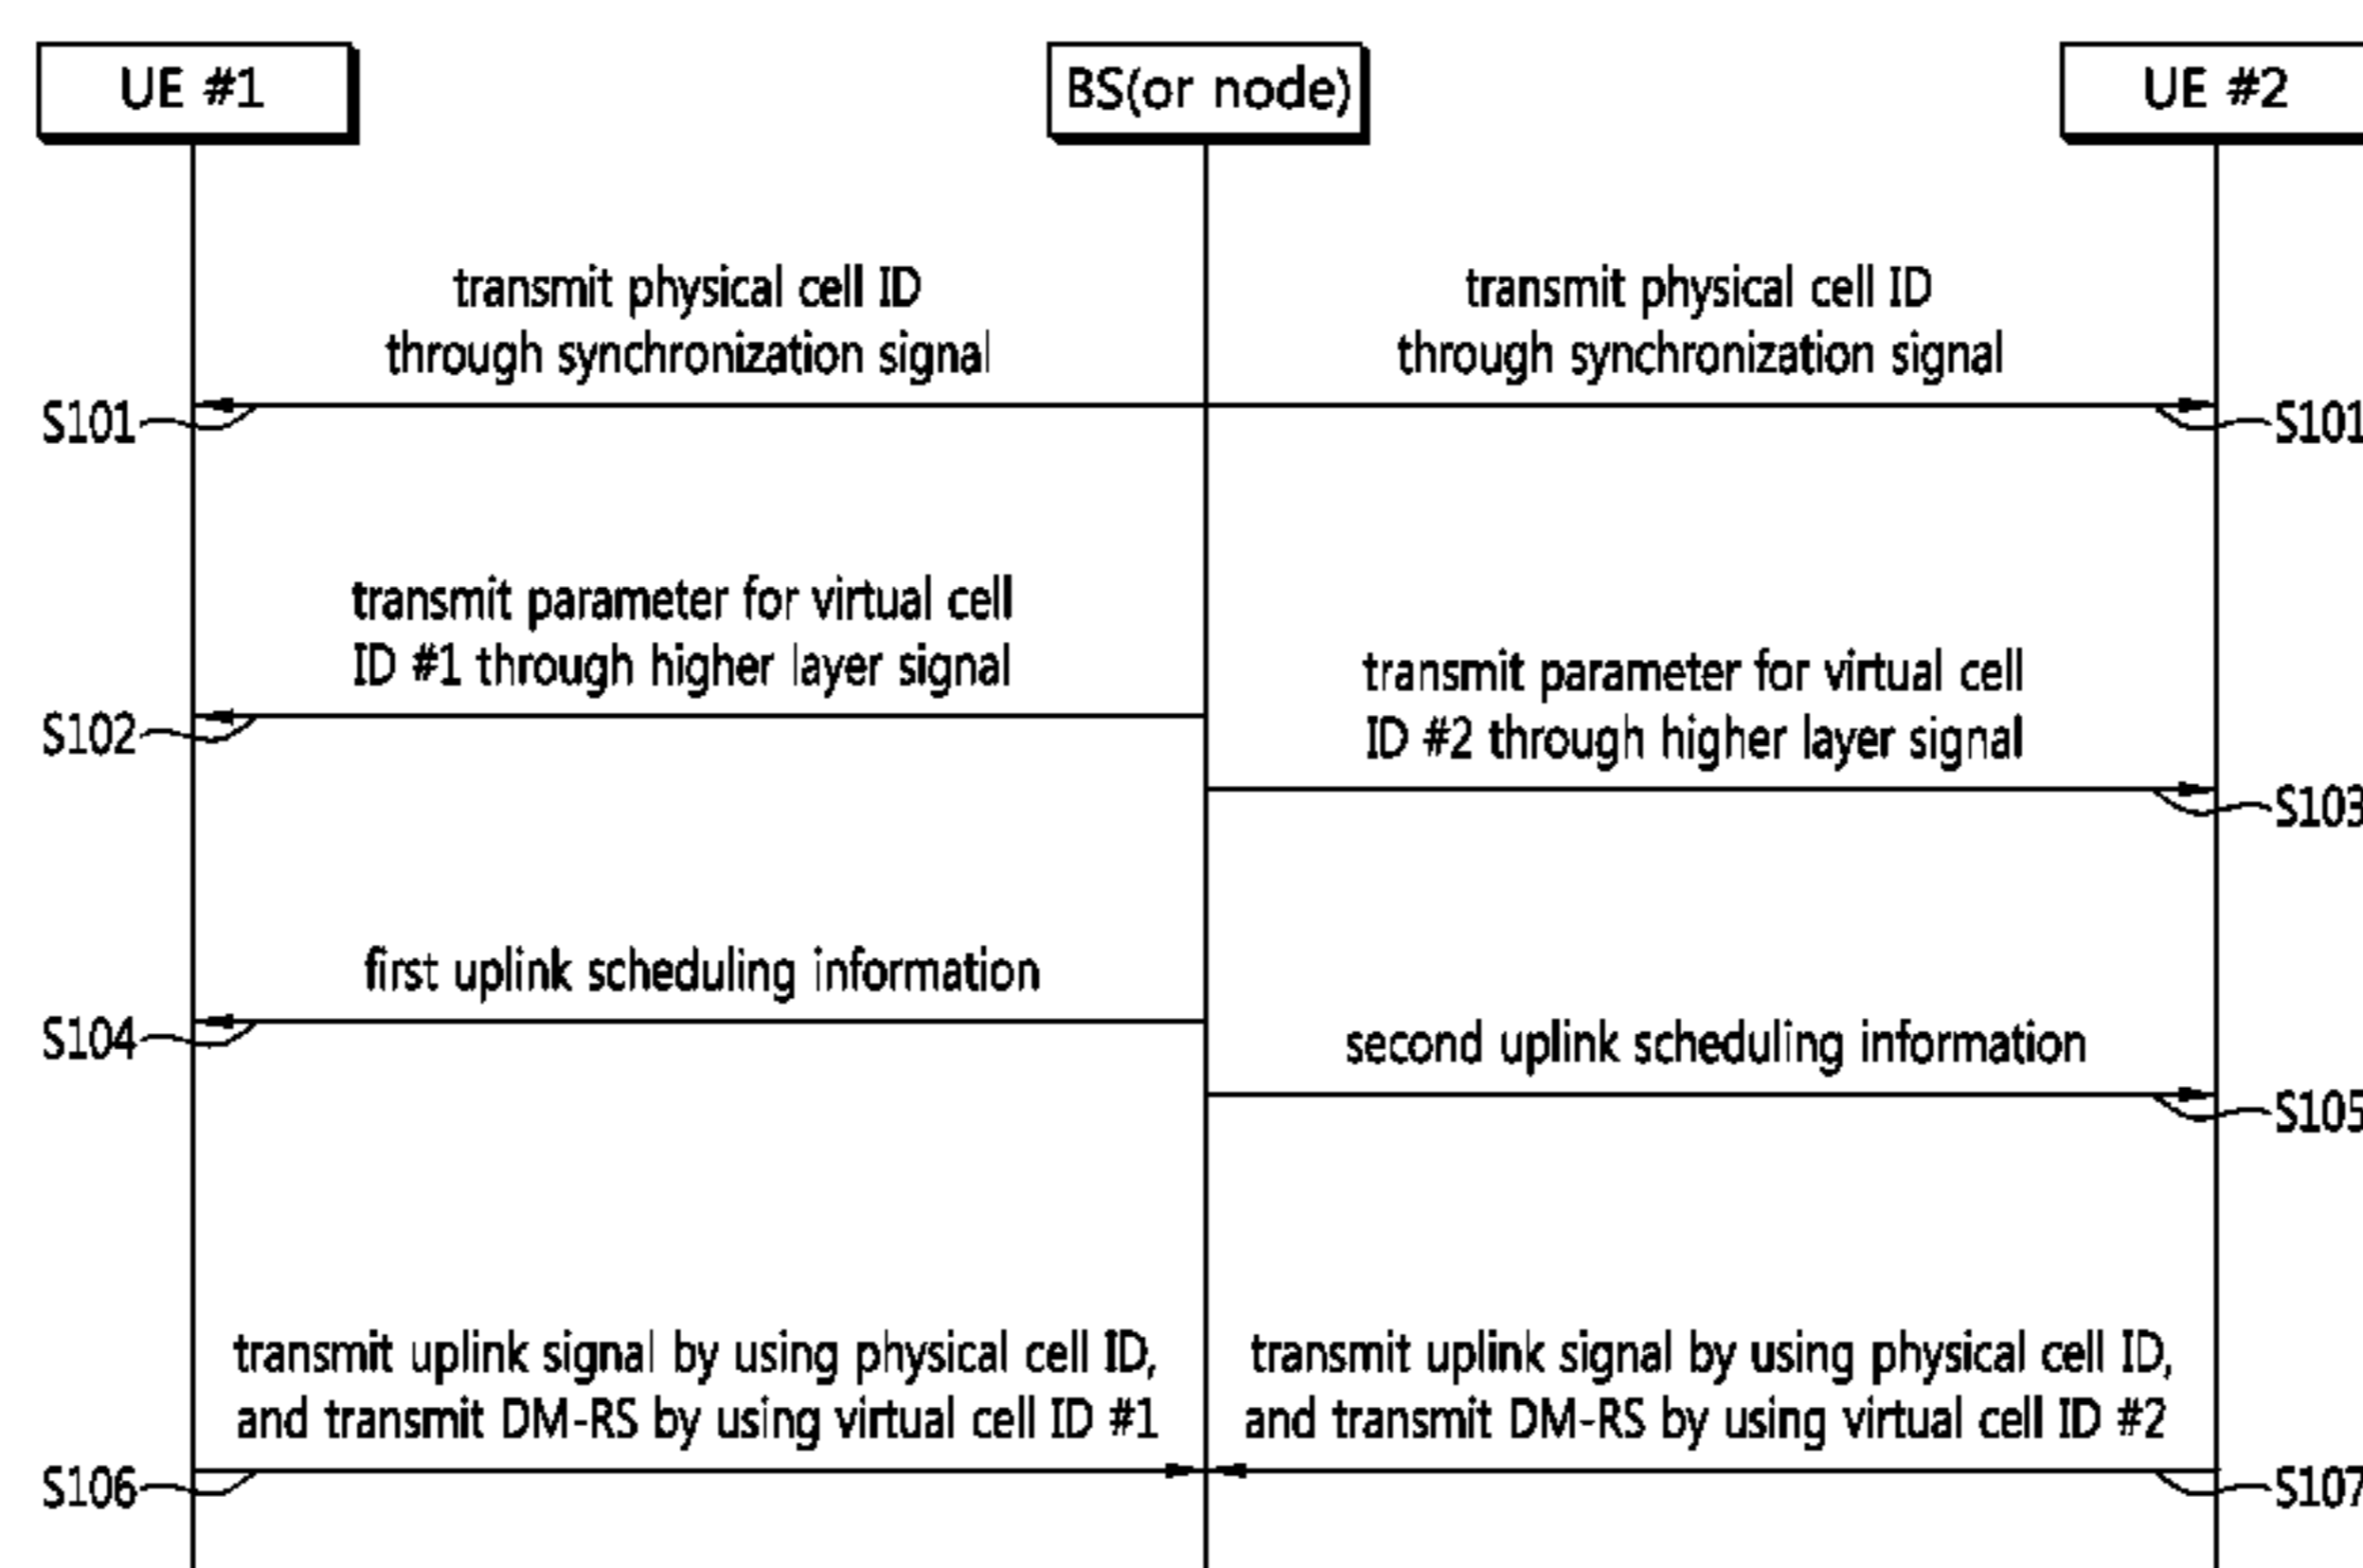 UE #1
BS(or node)
UE #2
transmit physical cell ID
through synchronization signal
transmit physical cell ID
through synchronization signal
S101
S101
transmit parameter for virtual cell
ID #1 through higher layer signal
S102
transmit parameter for virtual cell
ID #2 through higher layer signal
S103
first uplink scheduling information
S104
second uplink scheduling information
S105
transmit uplink signal by using physical cell ID,
and transmit DM-RS by using virtual cell ID #1
transmit uplink signal by using physical cell ID,
and transmit DM-RS by using virtual cell ID #2
S106
S107